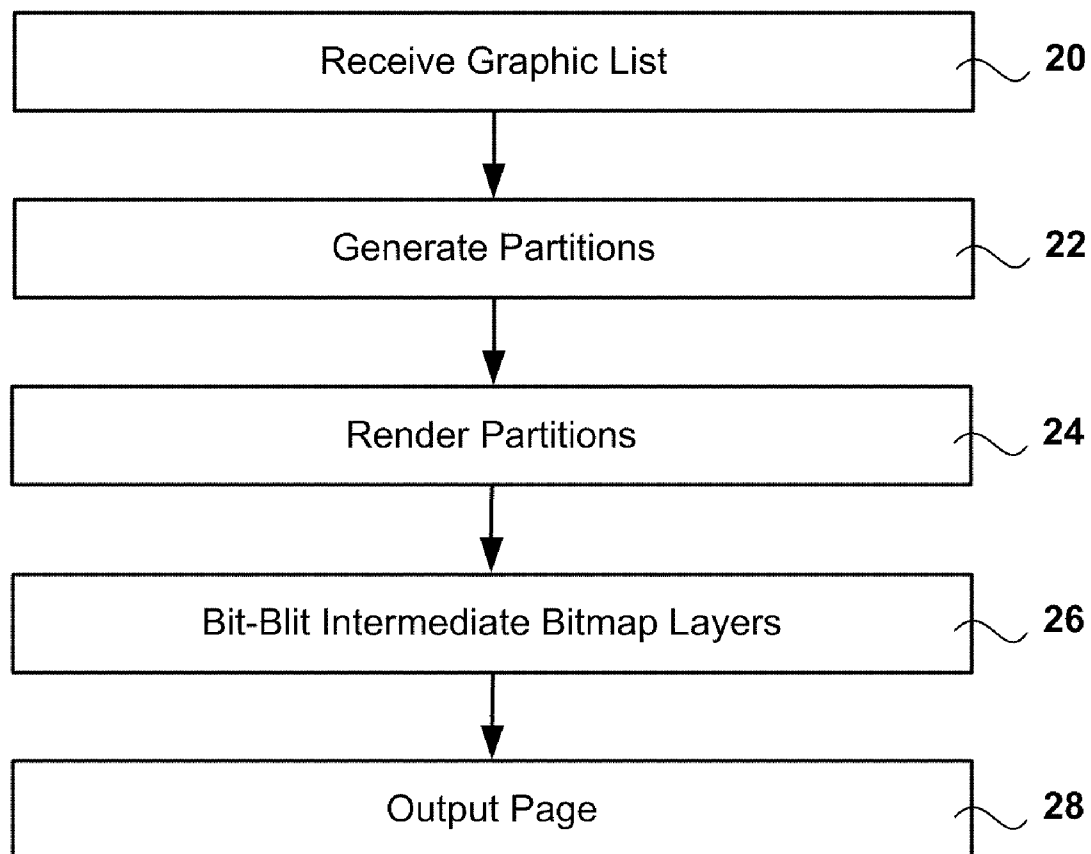 Receive Graphic List 20
Generate Partitions 22
Render Partitions 24
Bit-Blit Intermediate Bitmap Layers 26
Output Page 28